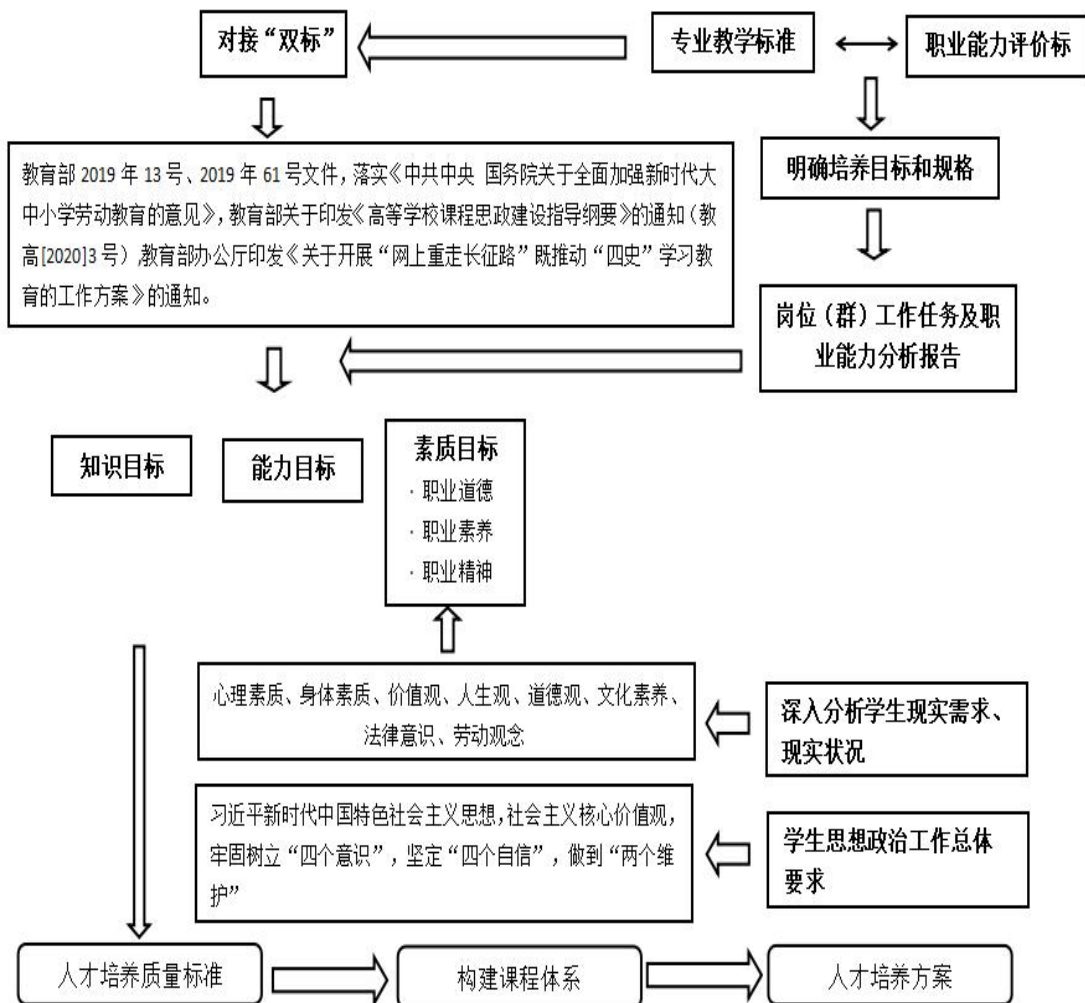 对接“双标”
专业教学标准
职业能力评价标
教育部 2019 年 13 号、2019 年 61 号文件，落实《中共中央 国务院关于全面加强新时代大
中小学劳动教育的意见》，教育部关于印发《高等学校课程思政建设指导纲要》的通知（教
高[2020]3 号）,教育部办公厅印发《关于开展“网上重走长征路”既推动“四史”学习教
育的工作方案》的通知。
明确培养目标和规格
岗位（群）工作任务及职
业能力分析报告
知识目标
能力目标
素质目标
· 职业道德
· 职业素养
· 职业精神
心理素质、身体素质、价值观、人生观、道德观、文化素养、
法律意识、劳动观念
深入分析学生现实需求、
现实状况
习近平新时代中国特色社会主义思想，社会主义核心价值观，
牢固树立“四个意识”，坚定“四个自信”，做到“两个维
护”
学生思想政治工作总体
要求
人才培养质量标准
构建课程体系
人才培养方案